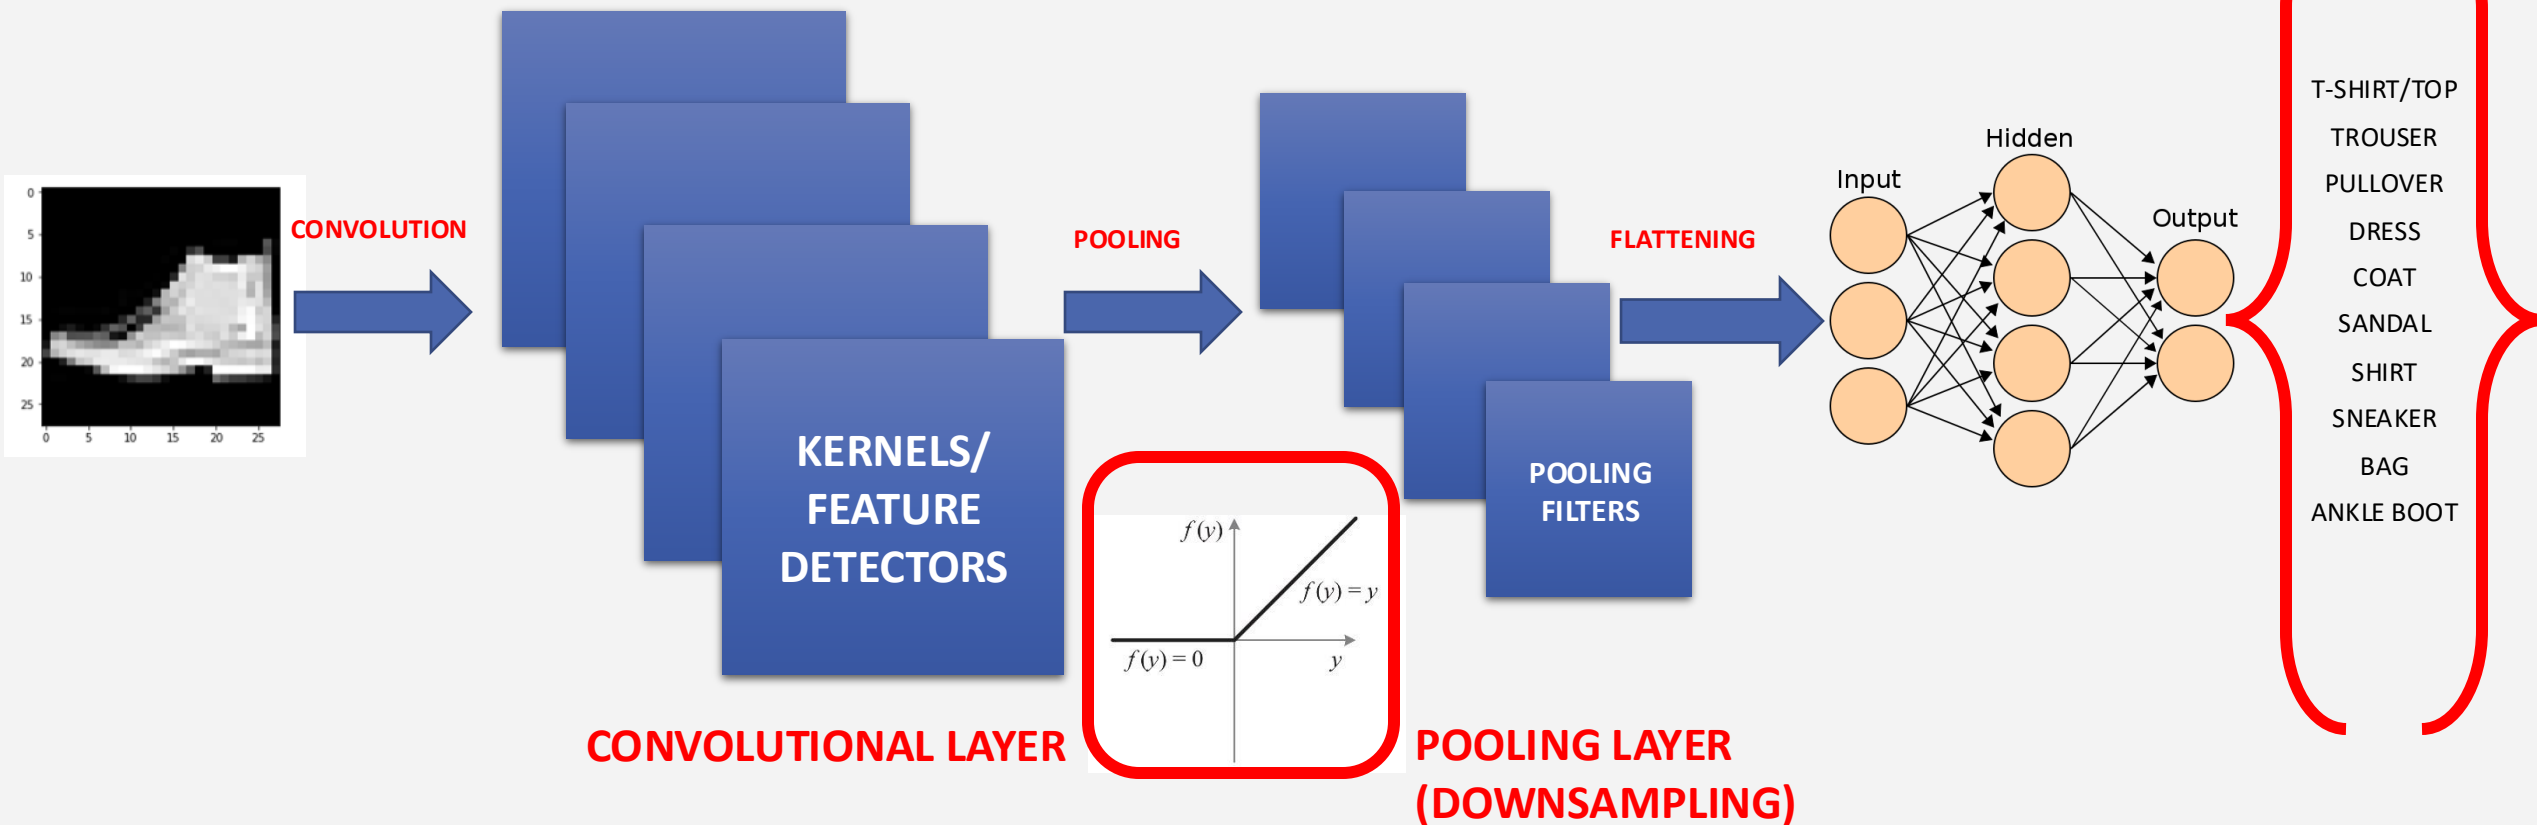 0
5
10
15
20
25
0 5 10 15 20 25
CONVOLUTION
KERNELS/
FEATURE
DETECTORS
CONVOLUTIONAL LAYER
POOLING
f(y)
f(y) = y
f(y) = 0
y
POOLING
FILTERS
POOLING LAYER
(DOWNSAMPLING)
FLATTENING
Input
Hidden
Output
T-SHIRT/TOP
TROUSER
PULLOVER
DRESS
COAT
SANDAL
SHIRT
SNEAKER
BAG
ANKLE BOOT